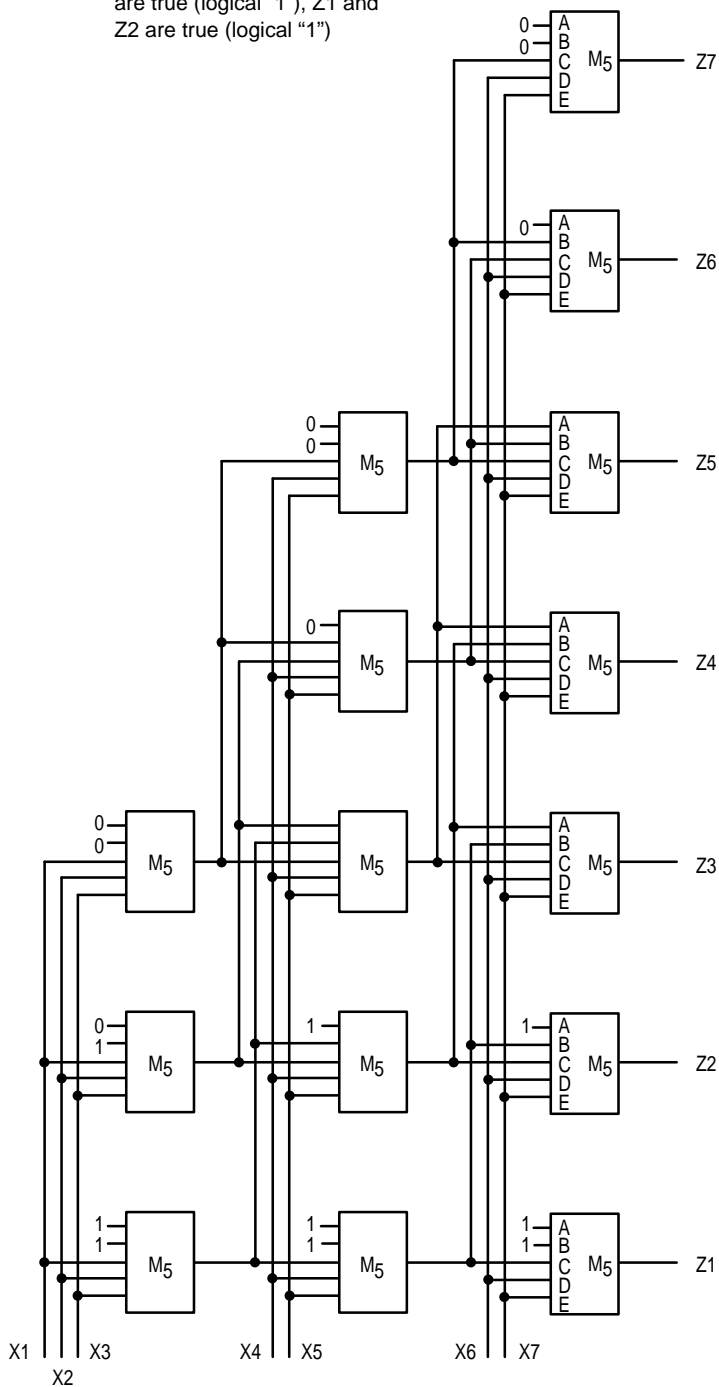 are true (logical “1”), Z1 and
Z2 are true (logical “1”)
0 A
0 B
C M5 Z7
D
E
0 A
B
C M5 Z6
D
E
0
0
M5
A
B
C M5 Z5
D
E
0
M5
A
B
C M5 Z4
D
E
0
0
M5
M5
A
B
C M5 Z3
D
E
0
1
M5
1
M5
1 A
B
C M5 Z2
D
E
1
1
M5
1
1
M5
1 A
1 B
C M5 Z1
D
E
X1 X3 X4 X5 X6 X7
X2